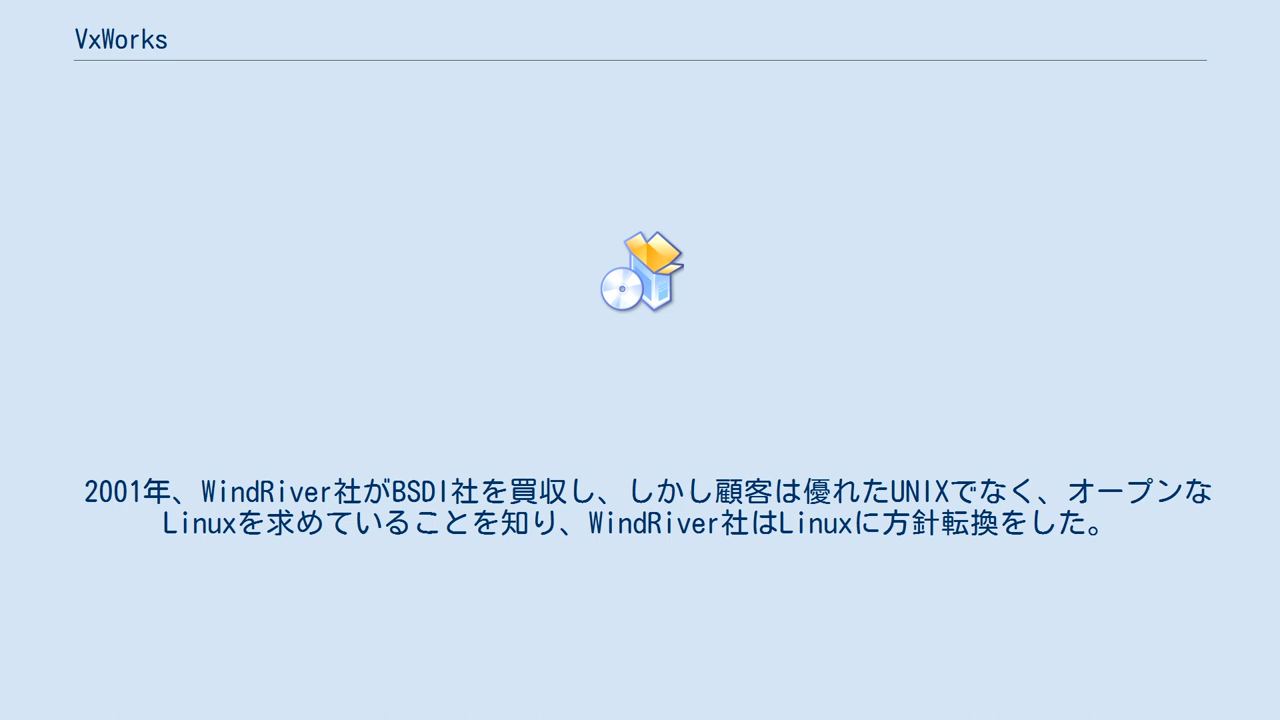 VxWorks
2001年、WindRiver社がBSDI社を買収し、しかし顧客は優れたUNIXでなく、オープンな
Linuxを求めていることを知り、WindRiver社はLinuxに方針転換をした。